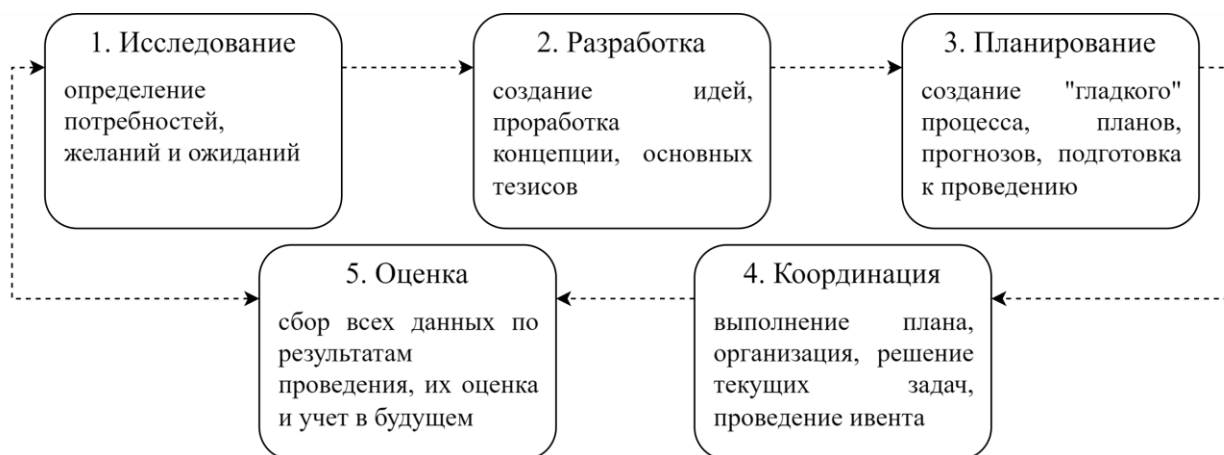 1. Исследование
определение
потребностей,
желаний и ожиданий
2. Разработка
создание идей,
проработка
концепции, основных
тезисов
3. Планирование
создание "гладкого"
процесса, планов,
прогнозов, подготовка
к проведению
4. Координация
выполнение плана,
организация, решение
текущих задач,
проведение ивента
5. Оценка
сбор всех данных по
результатам
проведения, их оценка
и учет в будущем